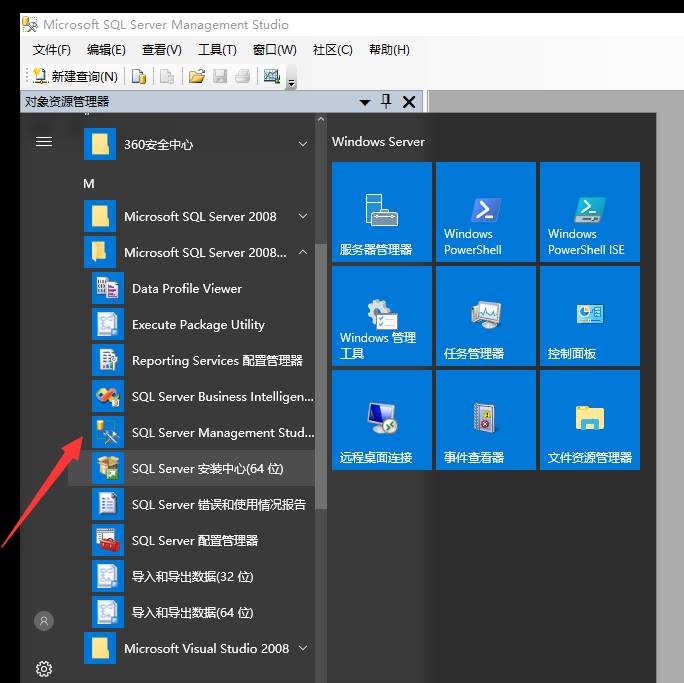 Microsoft SQL Server Management Studio
文件(F) 编辑(E) 查看(V) 工具(T) 窗口(W) 社区(C) 帮助(H)
新建查询(N)
对象资源管理器
360安全中心
M
Microsoft SQL Server 2008
Microsoft SQL Server 2008...
Data Profile Viewer
Execute Package Utility
Reporting Services 配置管理器
SQL Server Business Intelligen...
SQL Server Management Stud...
SQL Server 安装中心(64 位)
SQL Server 错误和使用情况报告
SQL Server 配置管理器
导入和导出数据(32 位)
导入和导出数据(64 位)
Microsoft Visual Studio 2008
Windows Server
服务器管理器
Windows
PowerShell
Windows
PowerShell ISE
Windows 管理
工具
任务管理器
控制面板
远程桌面连接
事件查看器
文件资源管理器